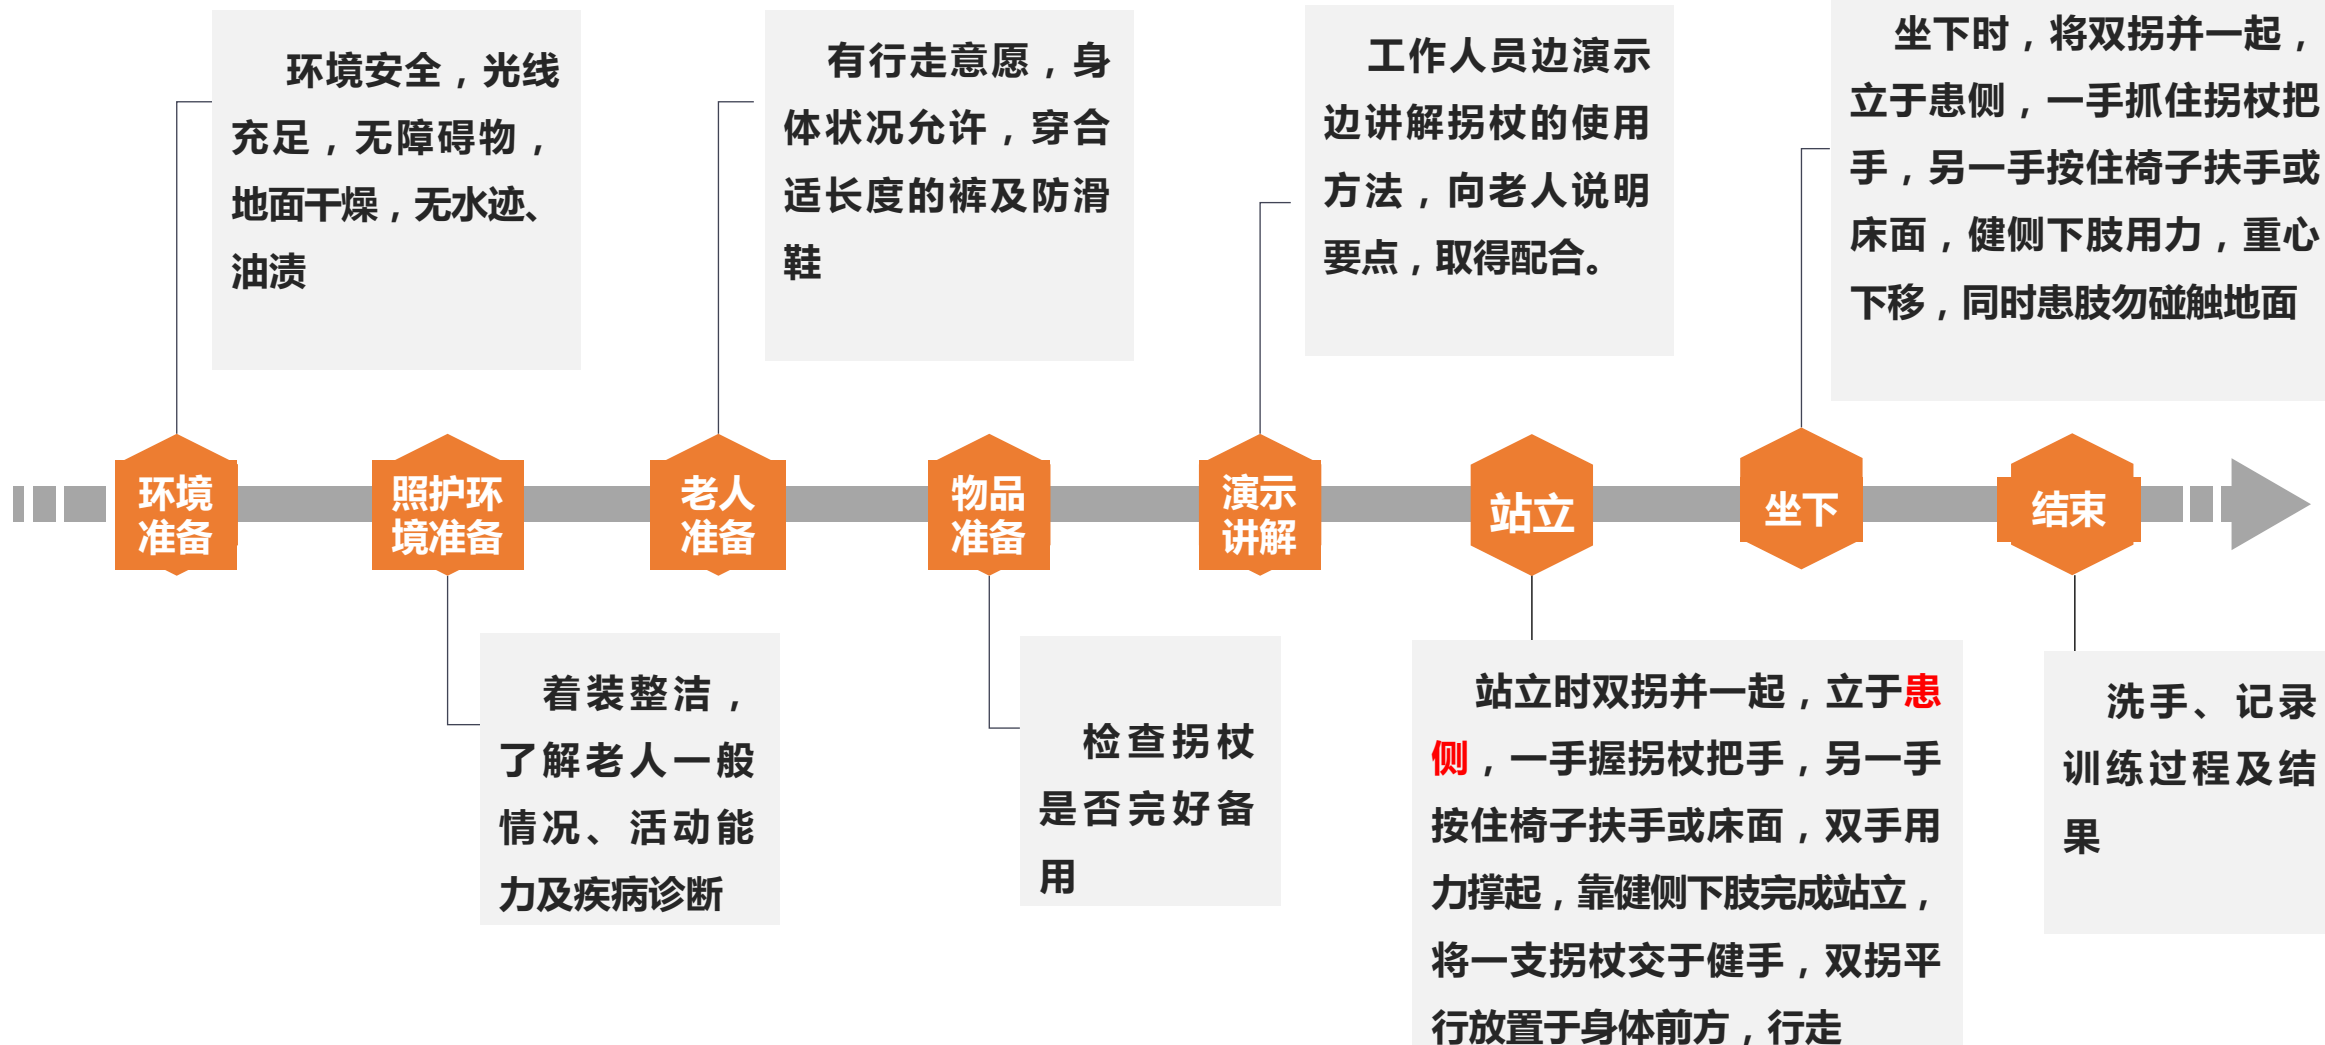 环境安全，光线
充足，无障碍物，
地面干燥，无水迹、
油渍
有行走意愿，身
体状况允许，穿合
适长度的裤及防滑
鞋
工作人员边演示
边讲解拐杖的使用
方法，向老人说明
要点，取得配合。
坐下时，将双拐并一起，
立于患侧，一手抓住拐杖把
手，另一手按住椅子扶手或
床面，健侧下肢用力，重心
下移，同时患肢勿碰触地面
环境
准备
照护环
境准备
老人
准备
物品
准备
演示
讲解
站立
坐下
结束
着装整洁，
了解老人一般
情况、活动能
力及疾病诊断
检查拐杖
是否完好备
用
站立时双拐并一起，立于患
侧，一手握拐杖把手，另一手
按住椅子扶手或床面，双手用
力撑起，靠健侧下肢完成站立，
将一支拐杖交于健手，双拐平
行放置于身体前方，行走
洗手、记录
训练过程及结
果